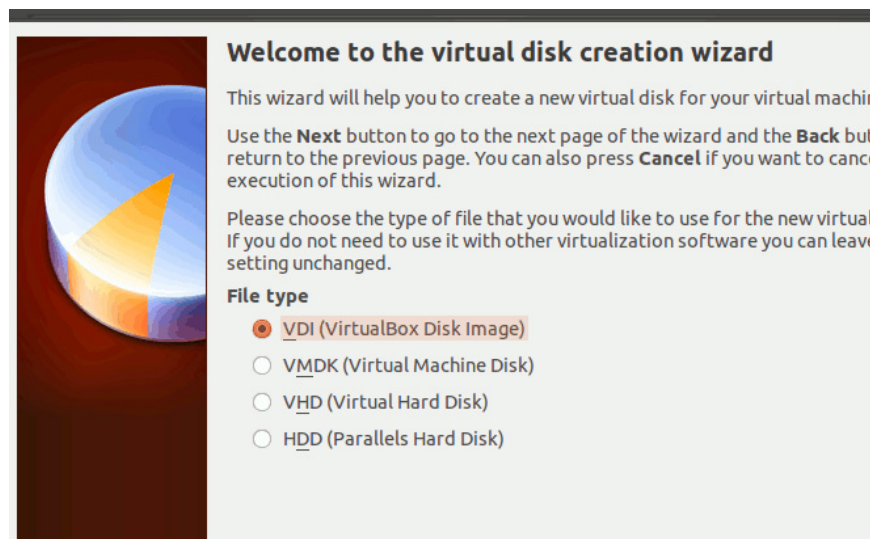 Welcome to the virtual disk creation wizard
This wizard will help you to create a new virtual disk for your virtual
Use the Next button to go to the next page of the wizard and the Back
return to the previous page. You can also press Cancel if you want to
execution of this wizard.
Please choose the type of file that you would like to use for the new virtual
If you do not need to use it with other virtualization software you can leave
setting unchanged.
File type
VDI (VirtualBox Disk Image)
VMDK (Virtual Machine Disk)
VHD (Virtual Hard Disk)
HDD (Parallels Hard Disk)